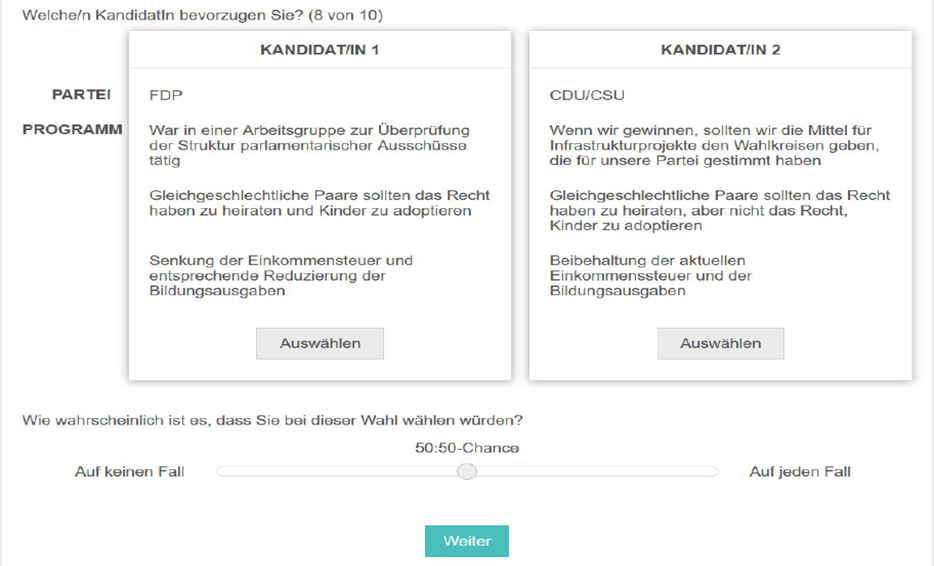 Welche/n KandidatIn bevorzugen Sie? (8 von 10)
KANDIDAT/IN 1
KANDIDAT/IN 2
PARTEI
FDP
CDU/CSU
PROGRAMM
War in einer Arbeitsgruppe zur Überprüfung
der Struktur parlamentarischer Ausschüsse
tätig
Wenn wir gewinnen, sollten wir die Mittel für
Infrastrukturprojekte den Wahlkreisen geben,
die für unsere Partei gestimmt haben
Gleichgeschlechtliche Paare sollten das Recht
haben zu heiraten und Kinder zu adoptieren
Gleichgeschlechtliche Paare sollten das Recht
haben zu heiraten, aber nicht das Recht,
Kinder zu adoptieren
Senkung der Einkommensteuer und
entsprechende Reduzierung der
Bildungsausgaben
Beibehaltung der aktuellen
Einkommenssteuer und der
Bildungsausgaben
Auswählen
Auswählen
Wie wahrscheinlich ist es, dass Sie bei dieser Wahl wählen würden?
50:50-Chance
Auf keinen Fall
Auf jeden Fall
Weiter